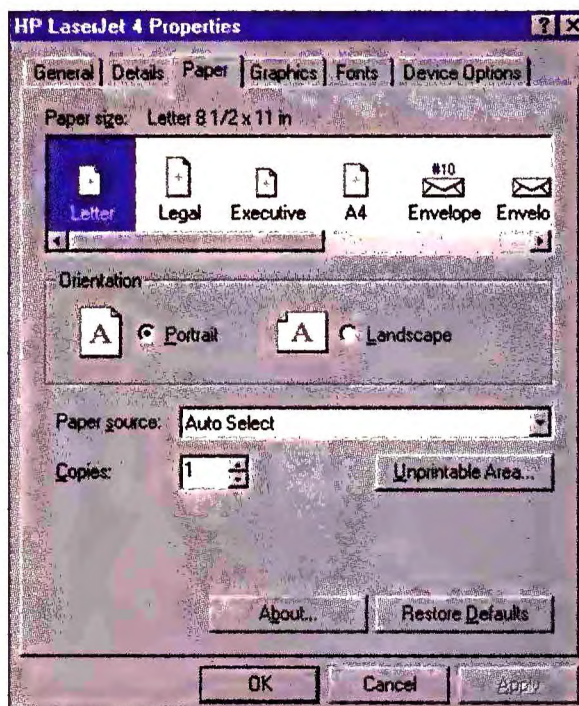 HP LaserJet 4 Properties
General Details Paper Graphics Fonts Device Options
Paper size: Letter 8 1/2 x 11 in
#10
Letter Legal Executive A4 Envelope Envelo
Orientation
A Portrait A Landscape
Paper source: Auto Select
Copies: 1 Unprintable Area...
About... Restore Defaults
OK Cancel Apply